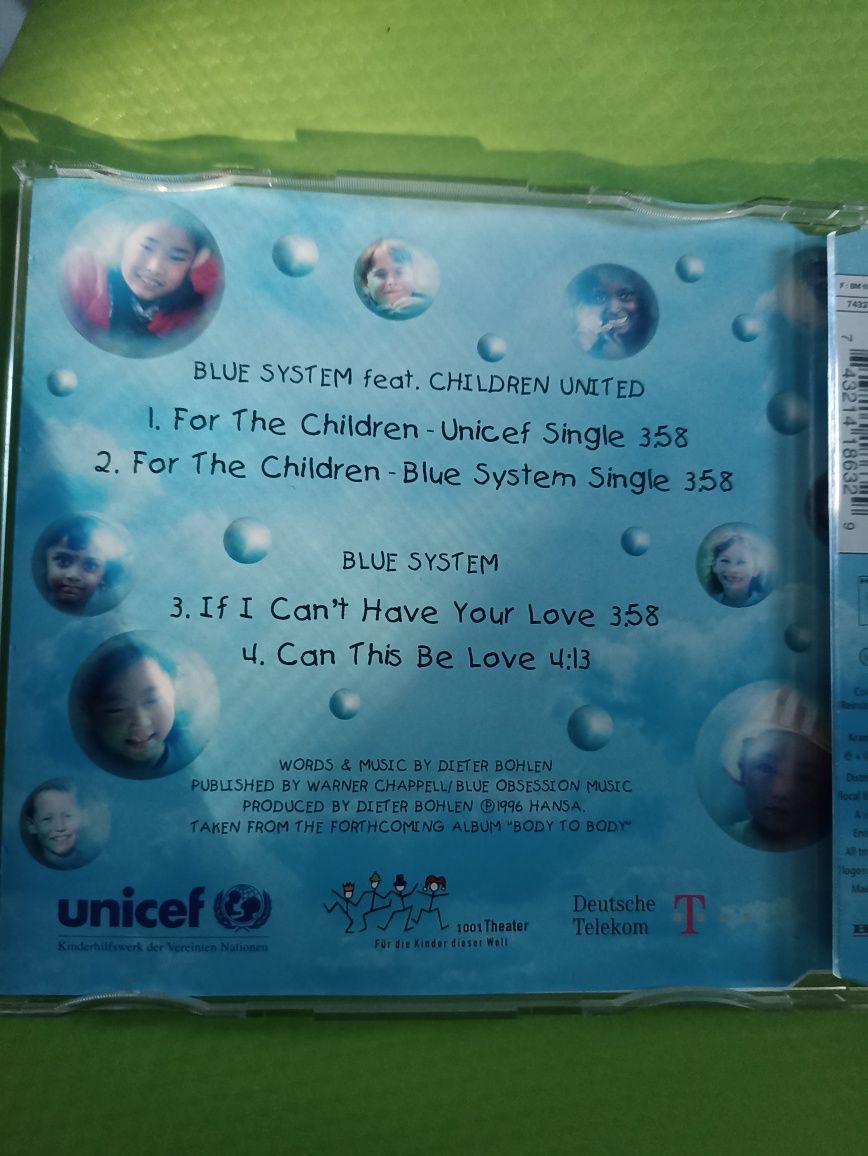 BLUE SYSTEM feat. CHILDREN UNITED
1. For The Children - Unicef Single 3:58
2. For The Children - Blue System Single 3:58
BLUE SYSTEM
3. If I Can't Have Your Love 3:58
4. Can This Be Love 4:13
WORDS & MUSIC BY DIETER BOHLEN
PUBLISHED BY WARNER CHAPPELL/BLUE OBSESSION MUSIC
PRODUCED BY DIETER BOHLEN ℗1996 HANSA.
TAKEN FROM THE FORTHCOMING ALBUM "BODY TO BODY"
unicef
Kinderhilfswerk der Vereinten Nationen
1001 Theater
Für die Kinder dieser Welt
Deutsche
Telekom
T
7432
7 43214 18632 9